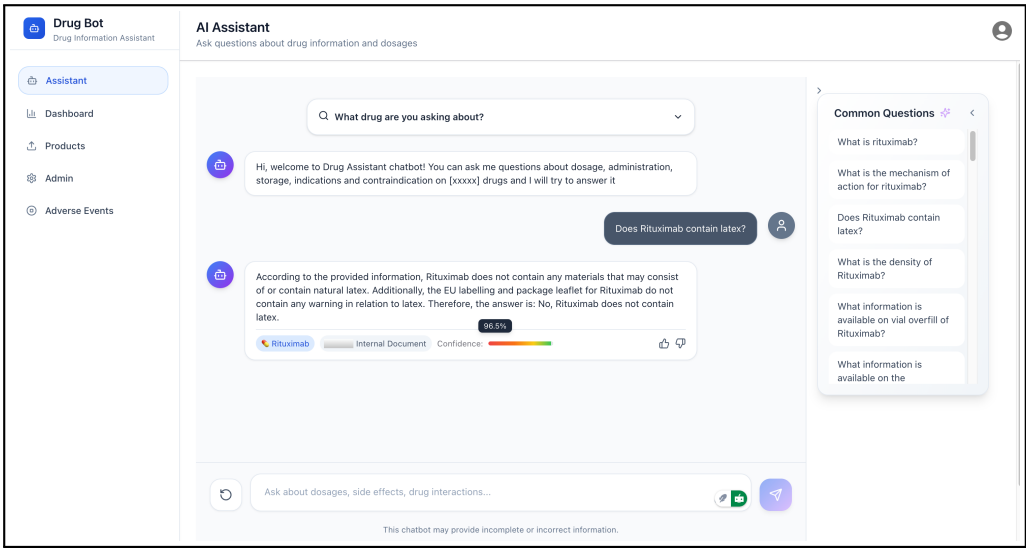 Drug Bot
Drug Information Assistant
Assistant
Dashboard
Products
Admin
Adverse Events
AI Assistant
Ask questions about drug information and dosages
What drug are you asking about?
Hi, welcome to Drug Assistant chatbot! You can ask me questions about dosage, administration,
storage, indications and contraindication on [xxxxx] drugs and I will try to answer it
Does Rituximab contain latex?
According to the provided information, Rituximab does not contain any materials that may consist
of or contain natural latex. Additionally, the EU labelling and package leaflet for Rituximab do not
contain any warning in relation to latex. Therefore, the answer is: No, Rituximab does not contain
latex.
96.5%
Rituximab
Internal Document
Confidence:
Ask about dosages, side effects, drug interactions...
This chatbot may provide incomplete or incorrect information.
Common Questions
What is rituximab?
What is the mechanism of
action for rituximab?
Does Rituximab contain
latex?
What is the density of
Rituximab?
What information is
available on vial overfill of
Rituximab?
What information is
available on the